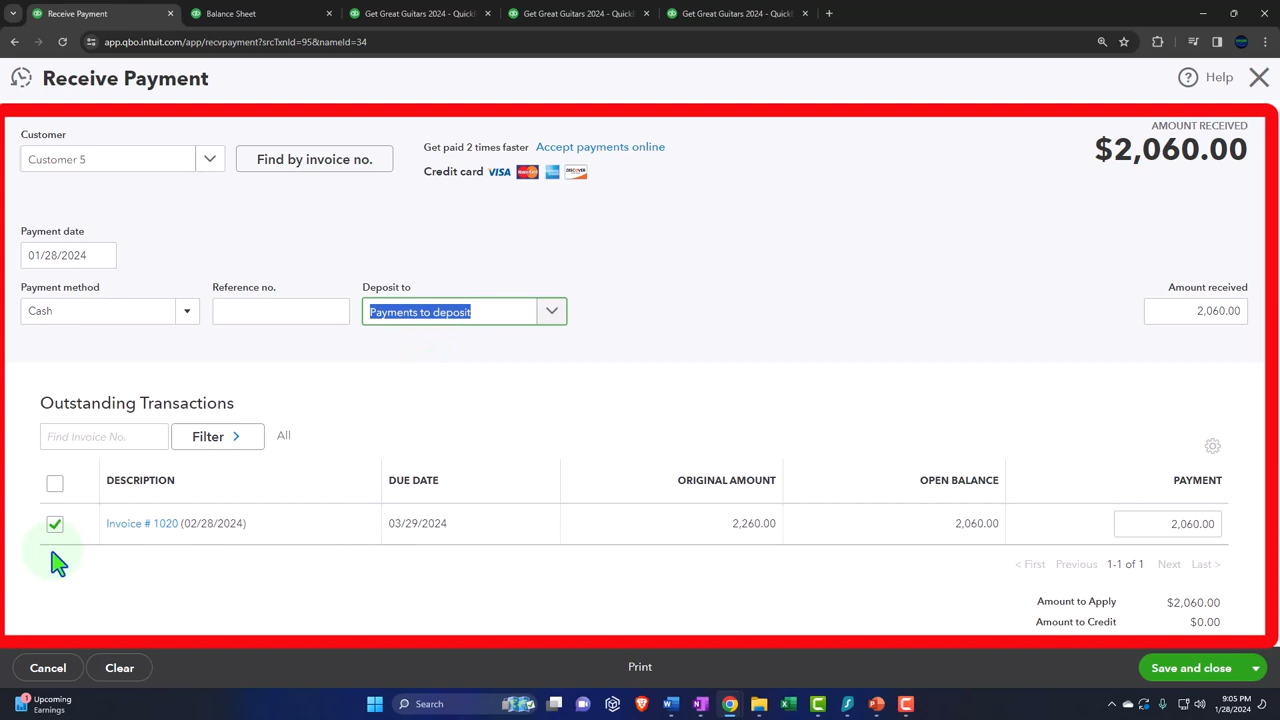 Receive Payment
Balance Sheet
Get Great Guitars 2024 - Quick
Get Great Guitars 2024 - Quick
Get Great Guitars 2024 - Quick
app.qbo.intuit.com/app/recvpayment?srcTxnId=95&nameId=34
Receive Payment
Help
Customer
Customer 5
Find by invoice no.
Get paid 2 times faster Accept payments online
Credit card VISA DISCOVER
AMOUNT RECEIVED
$2,060.00
Payment date
01/28/2024
Payment method
Reference no.
Deposit to
Amount received
Cash
Payments to deposit
2,060.00
Outstanding Transactions
Find Invoice No.
Filter >
All
DESCRIPTION DUE DATE ORIGINAL AMOUNT OPEN BALANCE PAYMENT
Invoice # 1020 (02/28/2024) 03/29/2024 2,260.00 2,060.00 2,060.00
< First Previous 1-1 of 1 Next Last >
Amount to Apply $2,060.00
Amount to Credit $0.00
Cancel
Clear
Print
Save and close
1
Upcoming
Earnings
Search
9:05 PM
1/28/2024